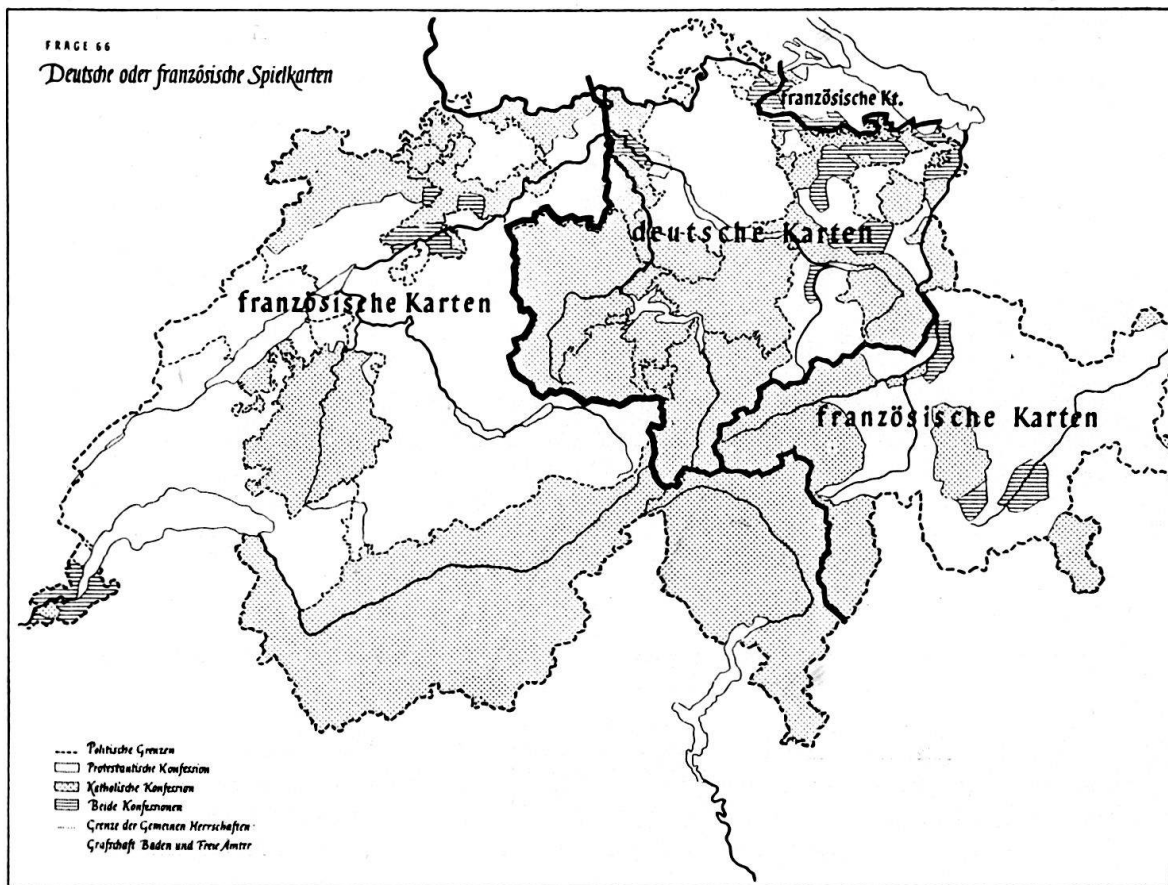 FRAGE 66
Deutsche oder französische Spielkarten
französische Kt.
deutsche Karten
französische Karten
französische Karten
Politische Grenzen
Protestantische Konfession
Katholische Konfession
Beide Konfessionen
Grenze der Gemeinen Herrschaften
Grafschaft Baden und Freie Ämter